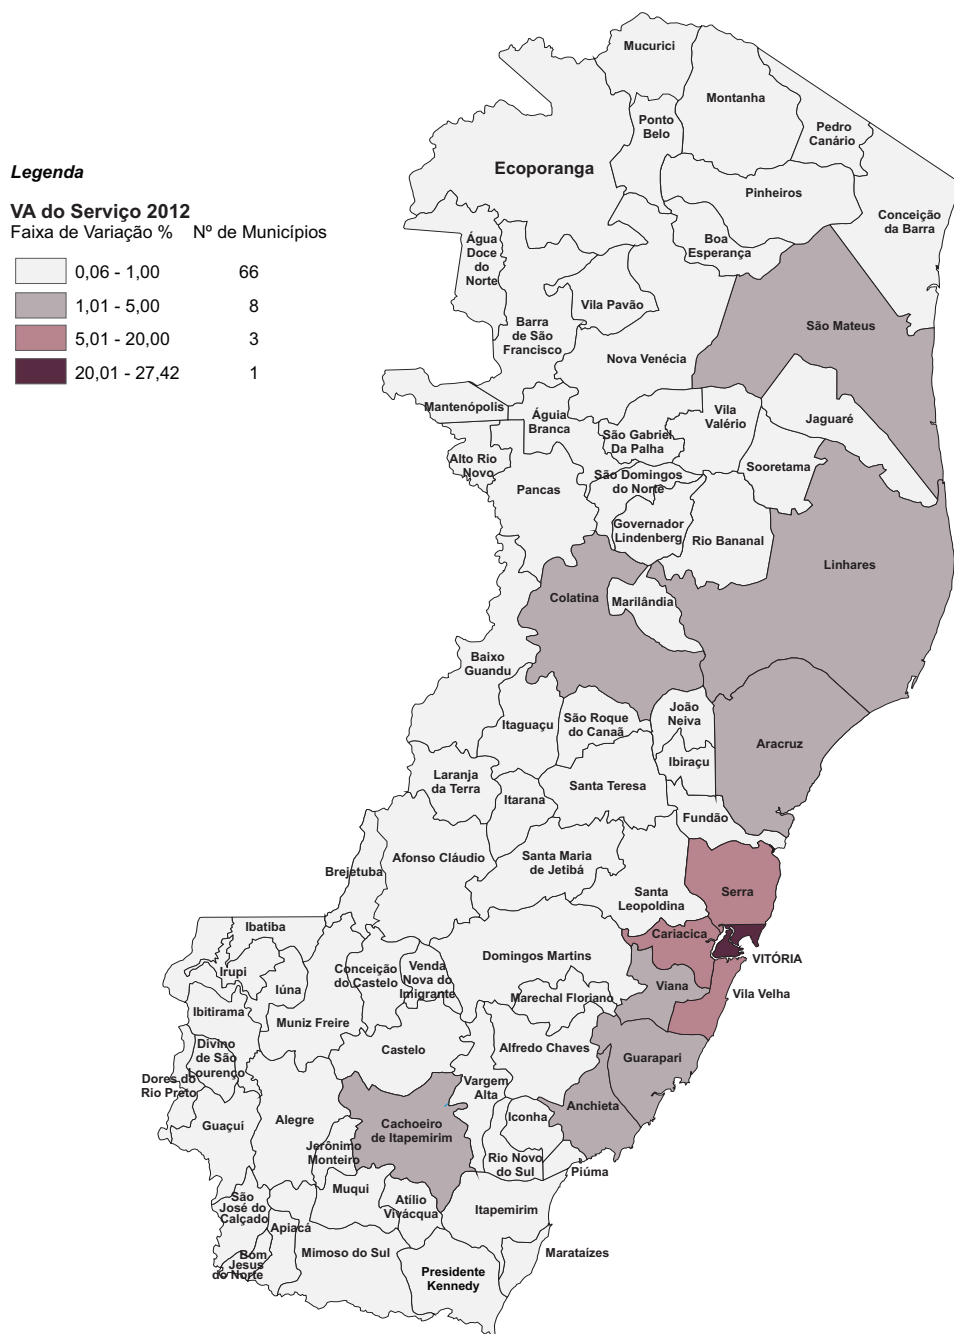 Legenda
VA do Serviço 2012
Faixa de Variação % Nº de Municípios
0,06 - 1,00 66
1,01 - 5,00 8
5,01 - 20,00 3
20,01 - 27,42 1
Mucurici
Montanha
Ponto
Belo
Pedro
Canário
Ecoporanga
Pinheiros
Conceição
da Barra
Água
Doce
do
Norte
Boa
Esperança
Vila Pavão
São Mateus
Barra
de São
Francisco
Nova Venécia
Mantenópolis
Águia
Branca
Vila
Valério
Jaguaré
São Gabriel
Da Palha
Alto Rio
Novo
Sooretama
Pancas
São Domingos
do Norte
Governador
Lindenberg
Rio Bananal
Linhares
Colatina
Marilândia
Baixo
Guandu
Itaguaçu
São Roque
do Canaã
João
Neiva
Aracruz
Ibiraçu
Laranja
da Terra
Santa Teresa
Itarana
Fundão
Afonso Cláudio
Santa Maria
de Jetibá
Brejetuba
Serra
Santa
Leopoldina
Ibatiba
Cariacica
VITÓRIA
Domingos Martins
Irupi
Conceição
do Castelo
Venda
Nova do
Imigrante
Iúna
Viana
Vila Velha
Marechal Floriano
Ibitirama
Muniz Freire
Divino
de São
Lourenço
Castelo
Alfredo Chaves
Guarapari
Dores do
Rio Preto
Vargem
Alta
Anchieta
Guaçuí
Alegre
Cachoeiro
de Itapemirim
Iconha
Jerônimo
Monteiro
Rio Novo
do Sul
Piúma
Muqui
Atílio
Vivácqua
São
José do
Calçado
Itapemirim
Apiacá
Mimoso do Sul
Marataízes
Bom
Jesus
do Norte
Presidente
Kennedy